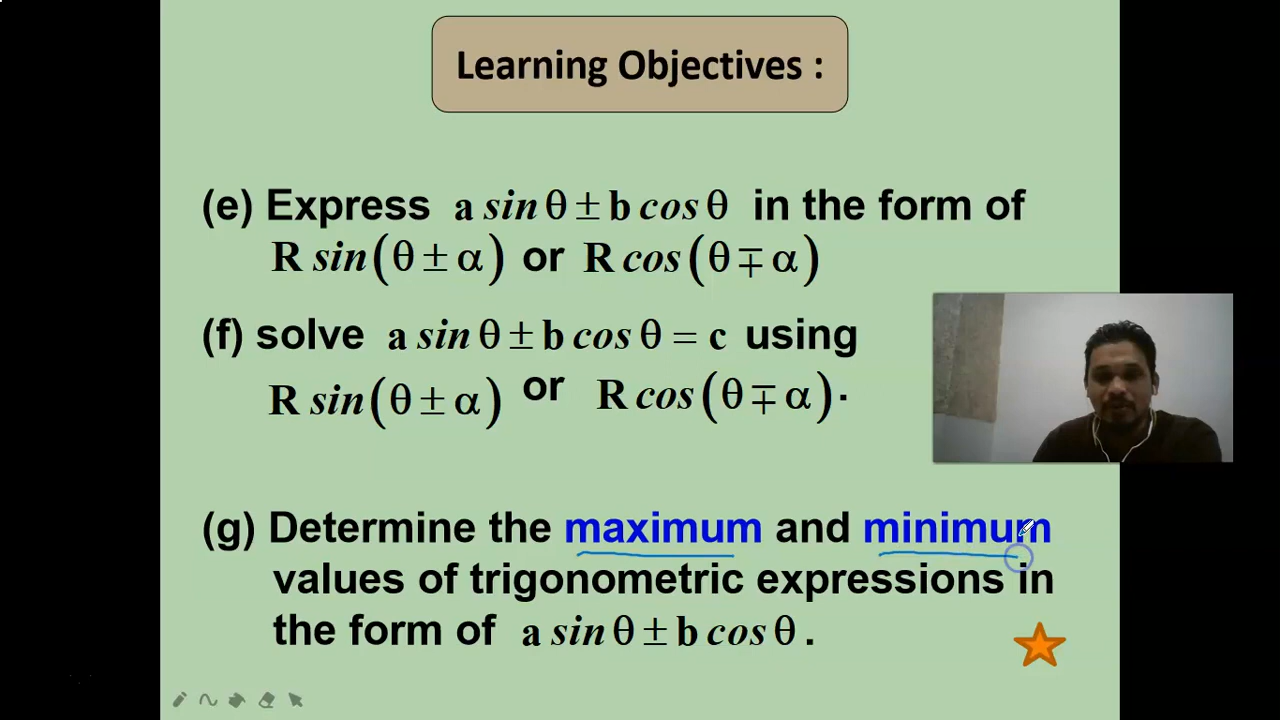 Learning Objectives :
(e) Express a sin θ ± b cos θ in the form of
R sin(θ ± α) or R cos(θ ∓ α)
(f) solve a sin θ ± b cos θ = c using
R sin(θ ± α) or R cos(θ ∓ α).
(g) Determine the maximum and minimum
values of trigonometric expressions in
the form of a sin θ ± b cos θ .